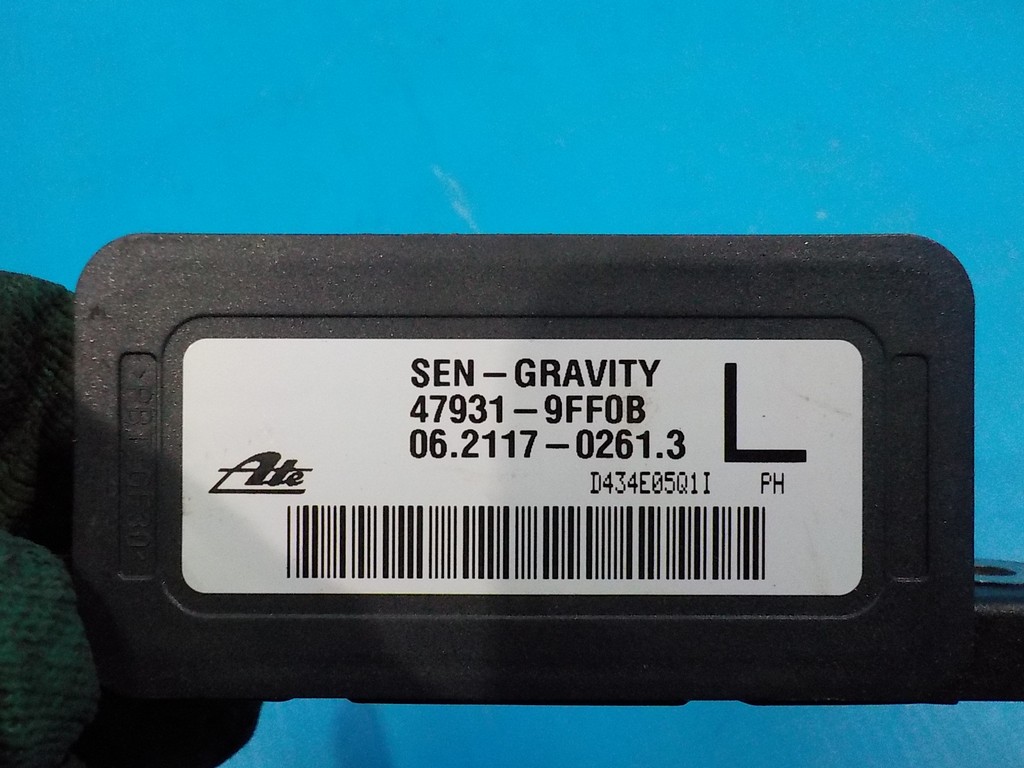 SEN-GRAVITY
47931-9FF0B
06.2117-0261.3
L
Ate
D434E05Q1I PH